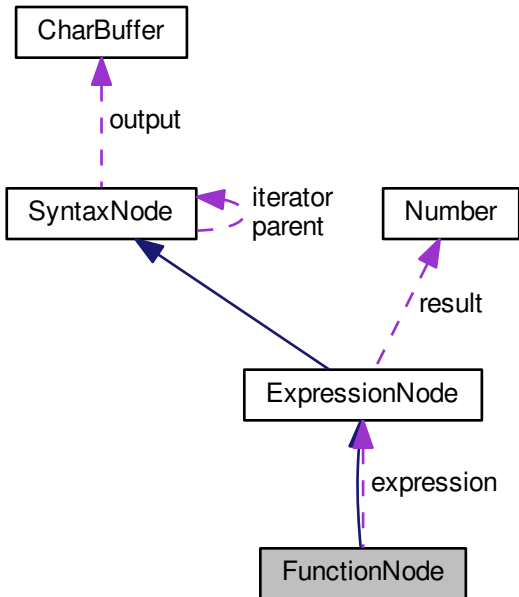 CharBuffer
output
SyntaxNode
iterator
parent
Number
result
ExpressionNode
expression
FunctionNode